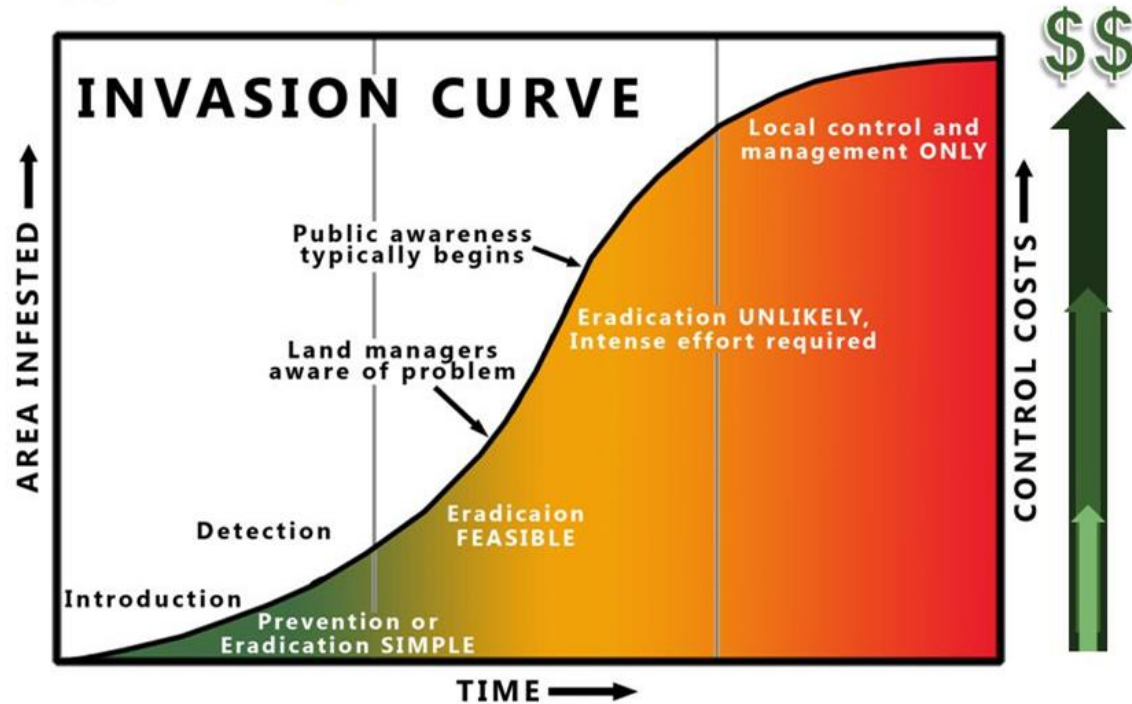 $$
INVASION CURVE
Local control and
management ONLY
Public awareness
typically begins
Eradication UNLIKELY,
Intense effort required
Land managers
aware of problem
Eradicaion
FEASIBLE
Detection
Introduction
Prevention or
Eradication SIMPLE
AREA INFESTED
CONTROL COSTS
TIME